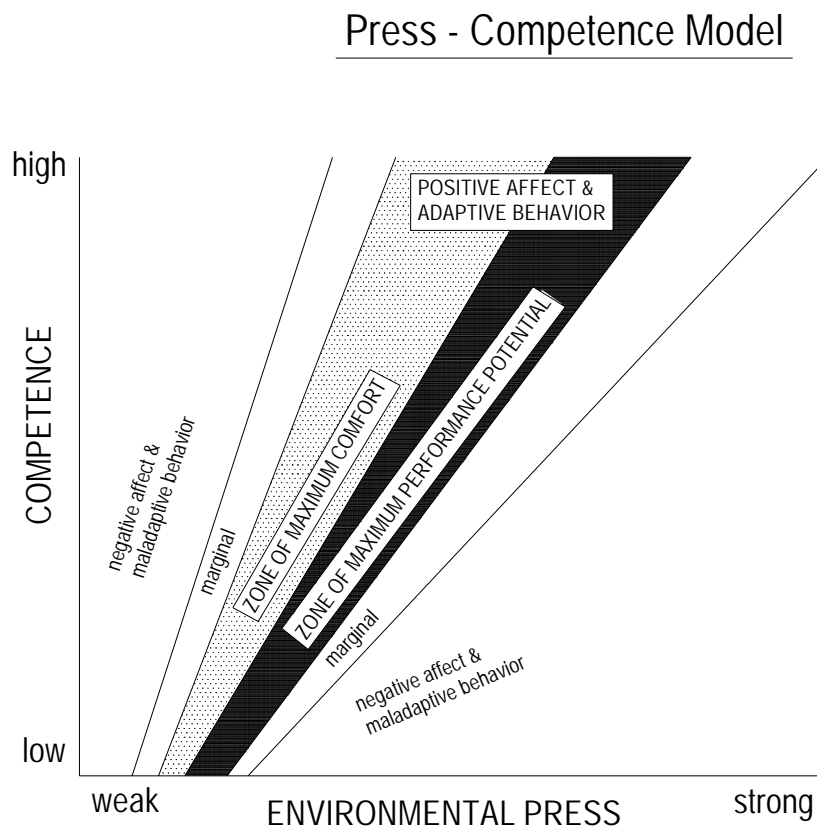 Press - Competence Model
high
POSITIVE AFFECT &
ADAPTIVE BEHAVIOR
COMPETENCE
negative affect &
maladaptive behavior
marginal
ZONE OF MAXIMUM COMFORT
ZONE OF MAXIMUM PERFORMANCE POTENTIAL
marginal
negative affect &
maladaptive behavior
low
weak
ENVIRONMENTAL PRESS
strong